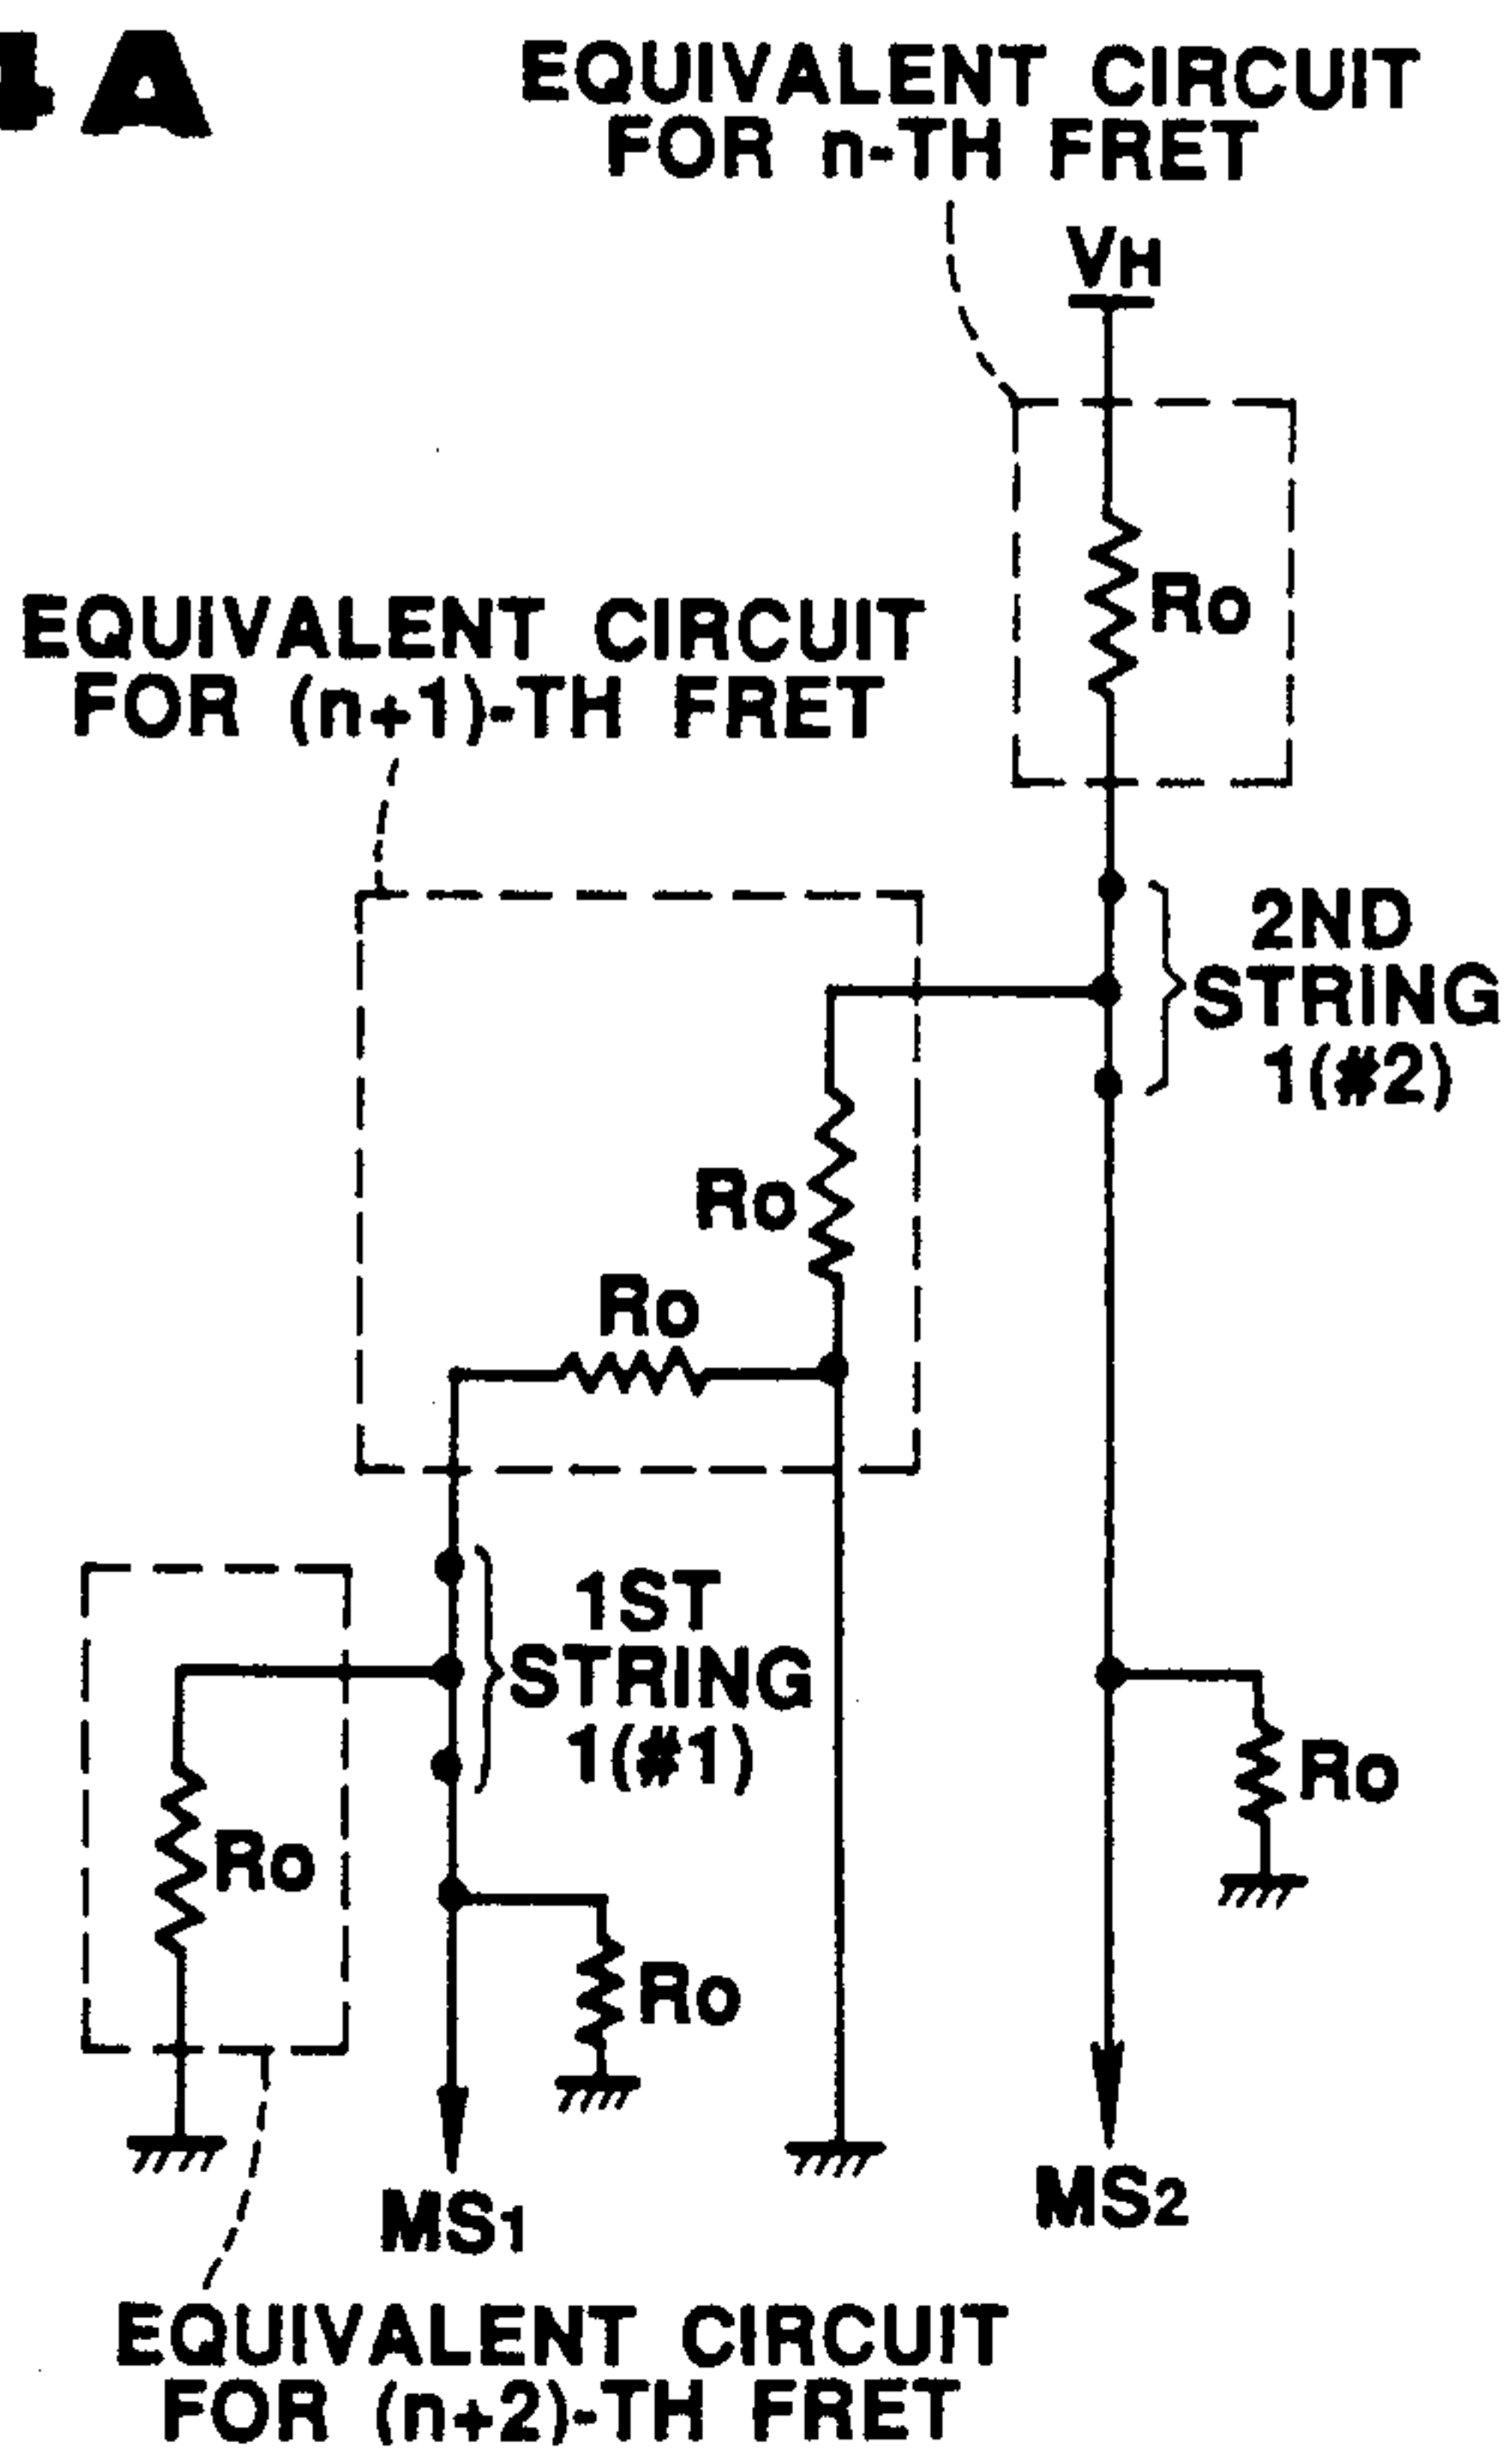 4A
EQUIVALENT CIRCUIT
FOR n-TH FRET
VH
Ro
EQUIVALENT CIRCUIT
FOR (n+1)-TH FRET
2ND
STRING
1(#2)
Ro
Ro
1ST
STRING
1(#1)
Ro
Ro
Ro
MS1
MS2
EQUIVALENT CIRCUIT
FOR (n+2)-TH FRET